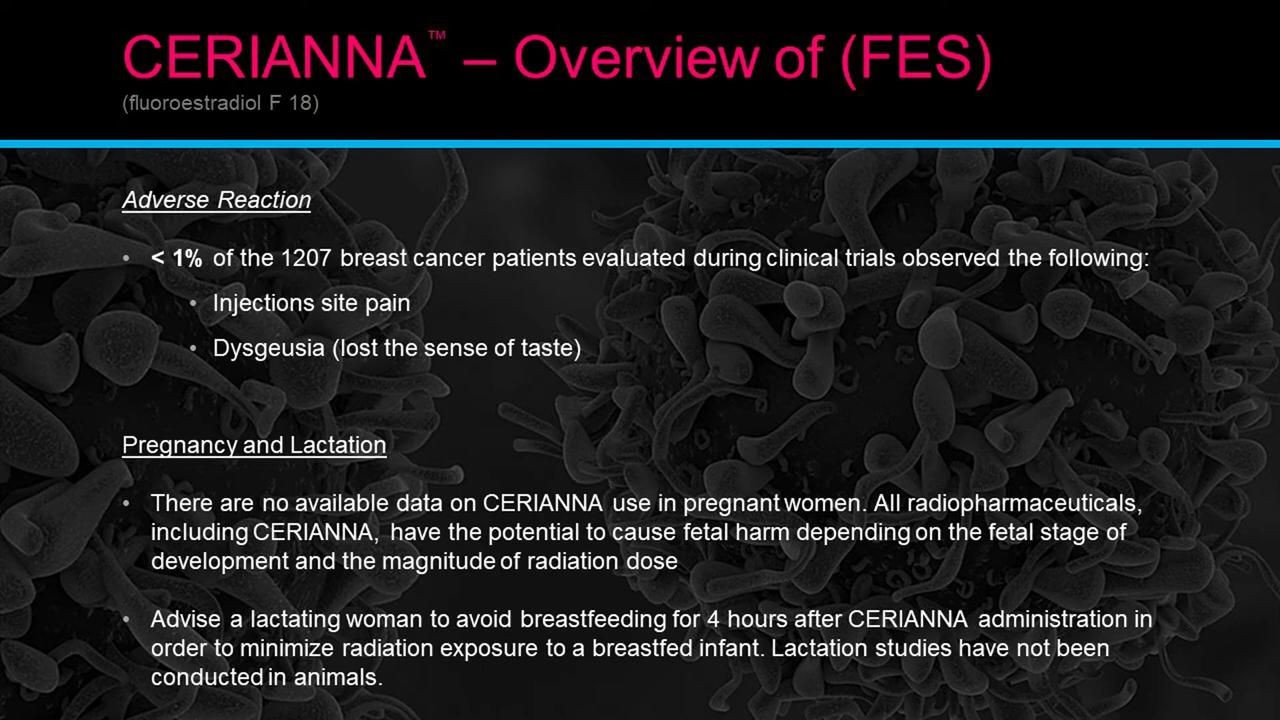 CERIANNA™ – Overview of (FES)
(fluoroestradiol F 18)
Adverse Reaction
• < 1% of the 1207 breast cancer patients evaluated during clinical trials observed the following:
• Injections site pain
• Dysgeusia (lost the sense of taste)
Pregnancy and Lactation
• There are no available data on CERIANNA use in pregnant women. All radiopharmaceuticals,
including CERIANNA, have the potential to cause fetal harm depending on the fetal stage of
development and the magnitude of radiation dose
• Advise a lactating woman to avoid breastfeeding for 4 hours after CERIANNA administration in
order to minimize radiation exposure to a breastfed infant. Lactation studies have not been
conducted in animals.